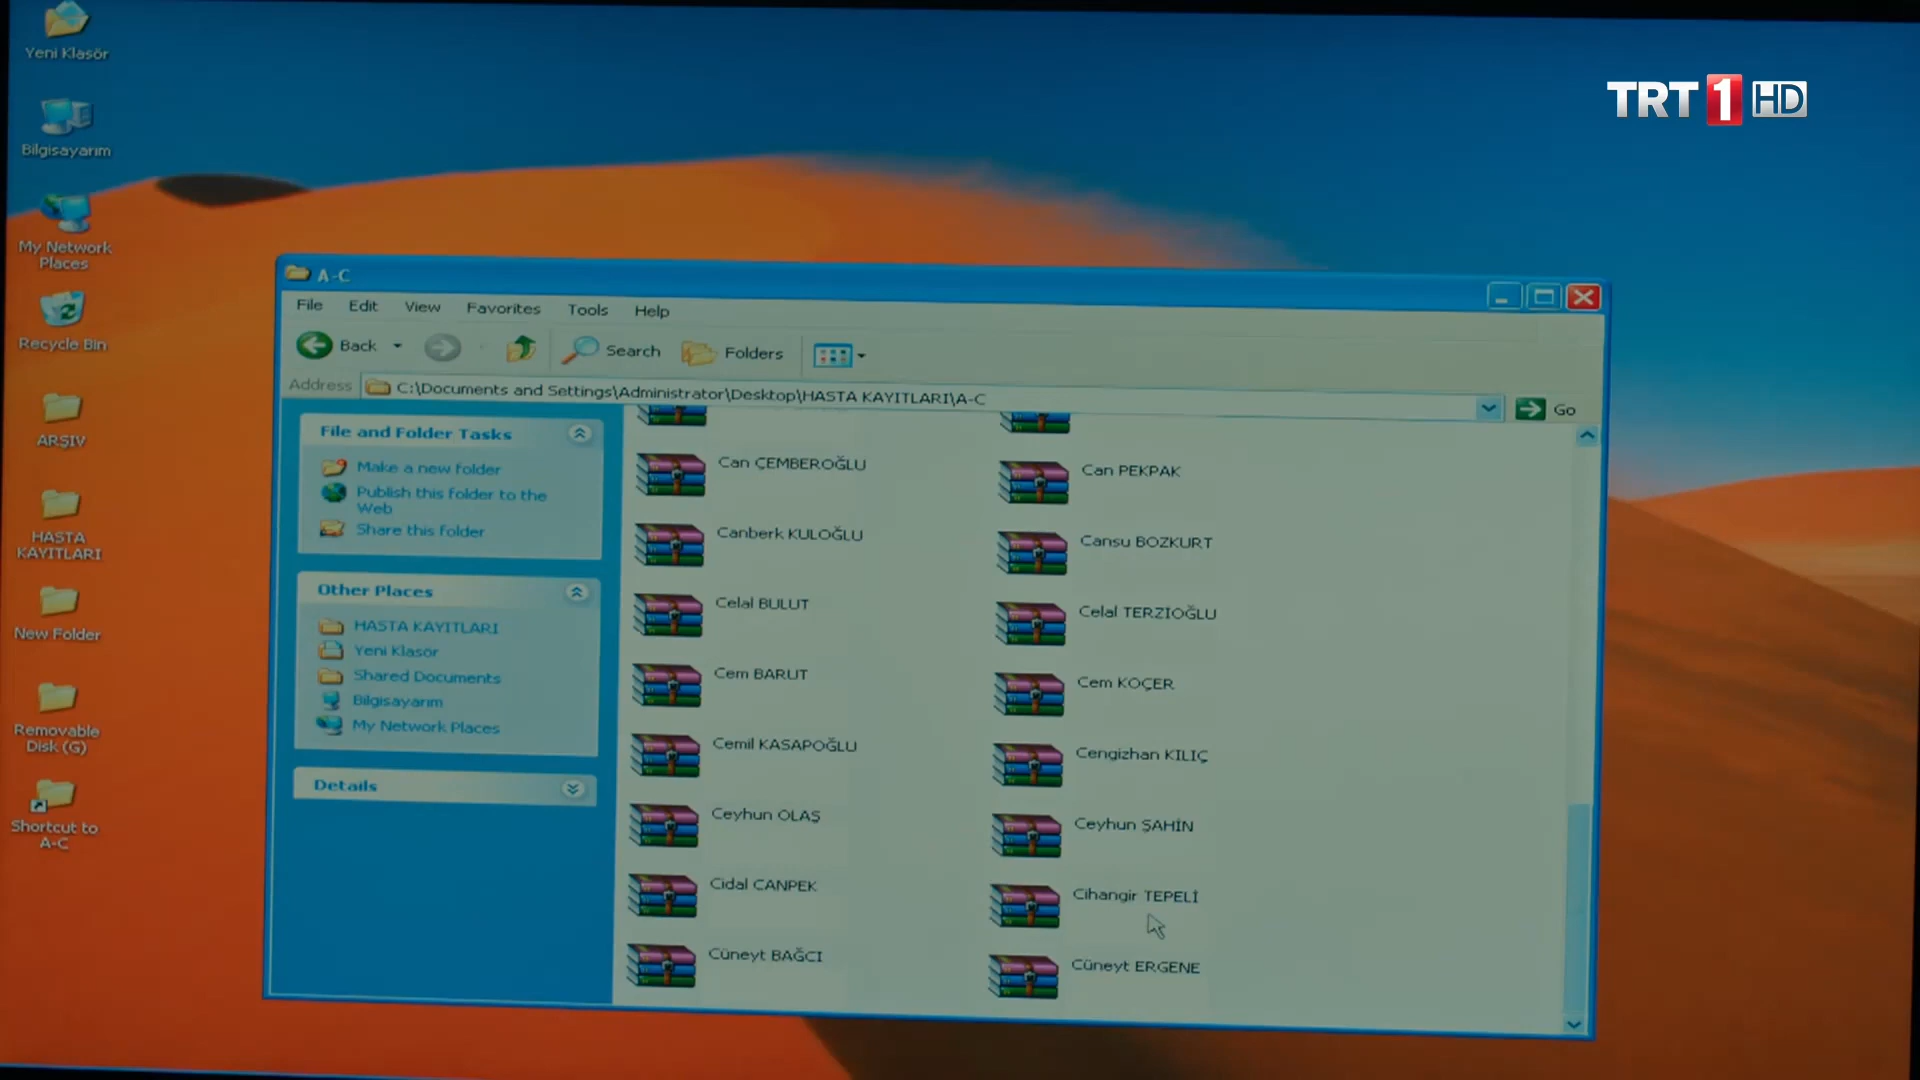 Yeni Klasör
TRT 1 HD
Bilgisayarım
My Network
Places
Recycle Bin
ARŞIV
HASTA
KAYITLARI
New Folder
Removable
Disk (G)
Shortcut to
A-C
A-C
File Edit View Favorites Tools Help
Back Search Folders
Address C:\Documents and Settings\Administrator\Desktop\HASTA KAYITLARI\A-C Go
File and Folder Tasks
Make a new folder
Publish this folder to the
Web
Share this folder
Other Places
HASTA KAYITLARI
Yeni Klasör
Shared Documents
Bilgisayarım
My Network Places
Details
Can ÇEMBEROĞLU
Can PEKPAK
Canberk KULOĞLU
Cansu BOZKURT
Celal BULUT
Celal TERZİOĞLU
Cem BARUT
Cem KOÇER
Cemil KASAPOĞLU
Cengizhan KILIÇ
Ceyhun OLAŞ
Ceyhun ŞAHİN
Cidal CANPEK
Cihangir TEPELİ
Cüneyt BAĞCI
Cüneyt ERGENE